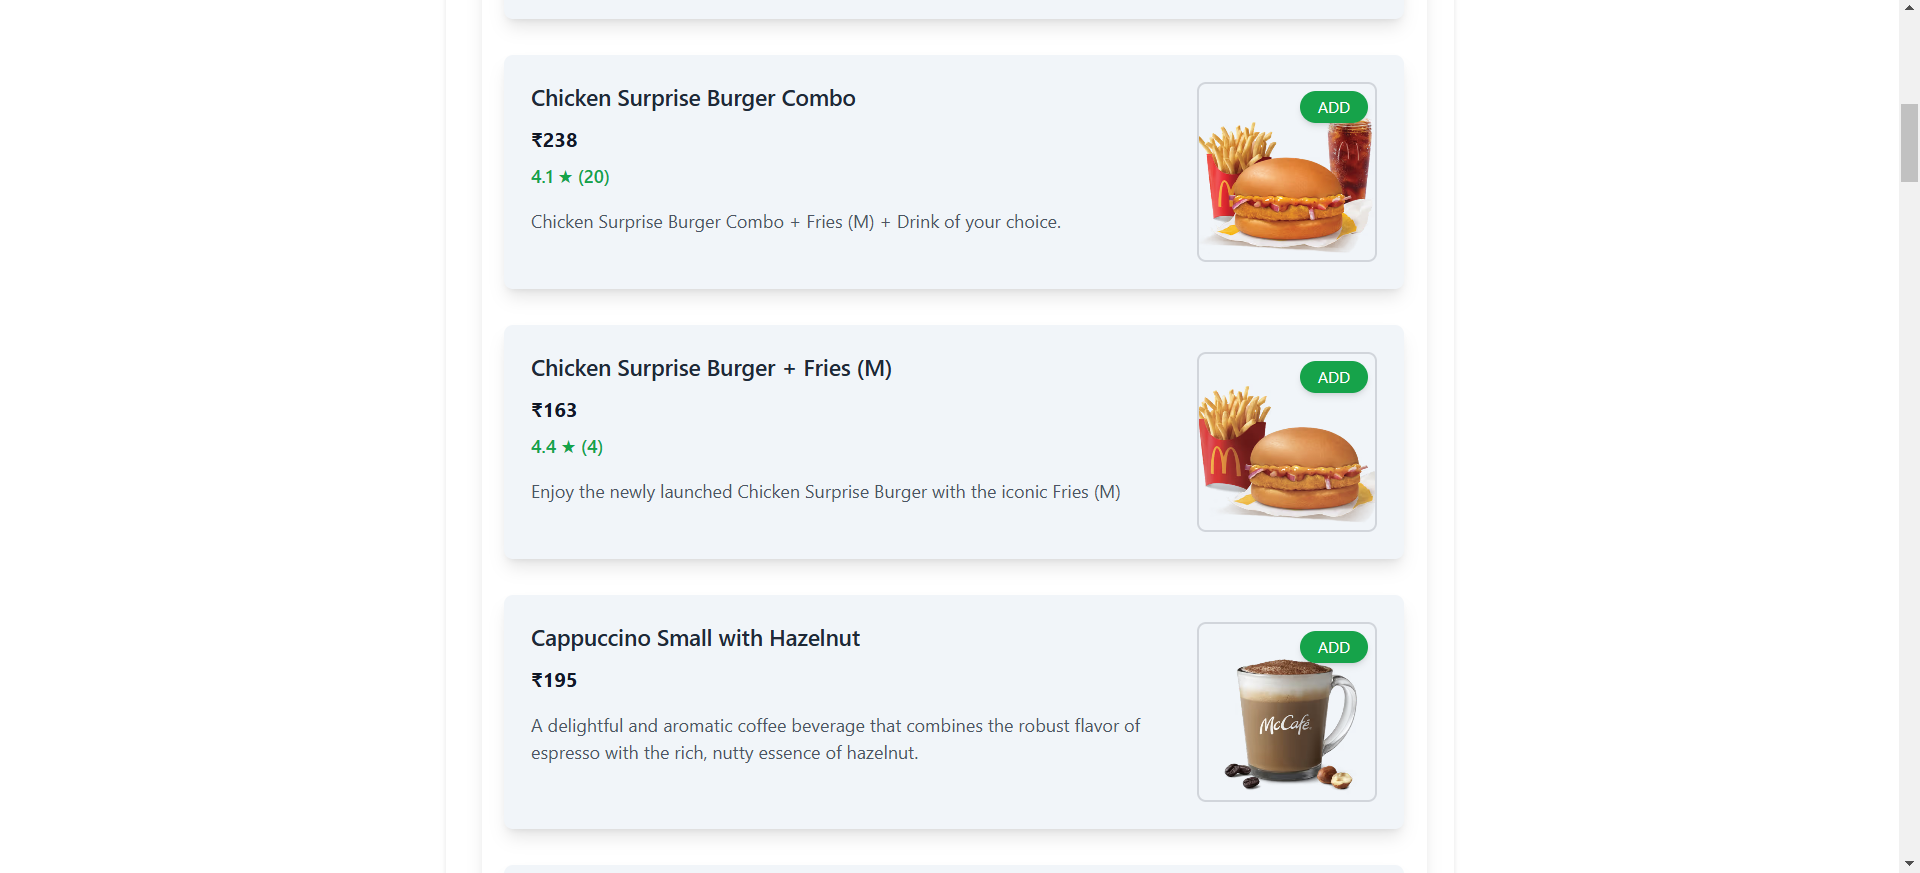 Chicken Surprise Burger Combo
₹238
4.1 ★ (20)
Chicken Surprise Burger Combo + Fries (M) + Drink of your choice.
ADD
Chicken Surprise Burger + Fries (M)
₹163
4.4 ★ (4)
Enjoy the newly launched Chicken Surprise Burger with the iconic Fries (M)
ADD
Cappuccino Small with Hazelnut
₹195
A delightful and aromatic coffee beverage that combines the robust flavor of
espresso with the rich, nutty essence of hazelnut.
ADD
McCafé